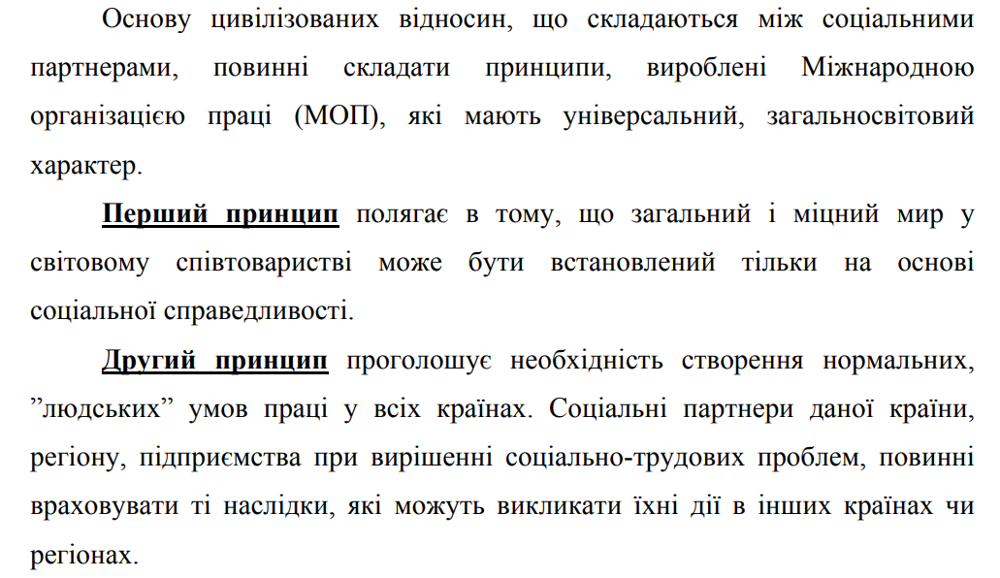 Основу цивілізованих відносин, що складаються між соціальними
партнерами, повинні складати принципи, вироблені Міжнародною
організацією праці (МОП), які мають універсальний, загальносвітовий
характер.
Перший принцип полягає в тому, що загальний і міцний мир у
світовому співтоваристві може бути встановлений тільки на основі
соціальної справедливості.
Другий принцип проголошує необхідність створення нормальних,
”людських” умов праці у всіх країнах. Соціальні партнери даної країни,
регіону, підприємства при вирішенні соціально-трудових проблем, повинні
враховувати ті наслідки, які можуть викликати їхні дії в інших країнах чи
регіонах.